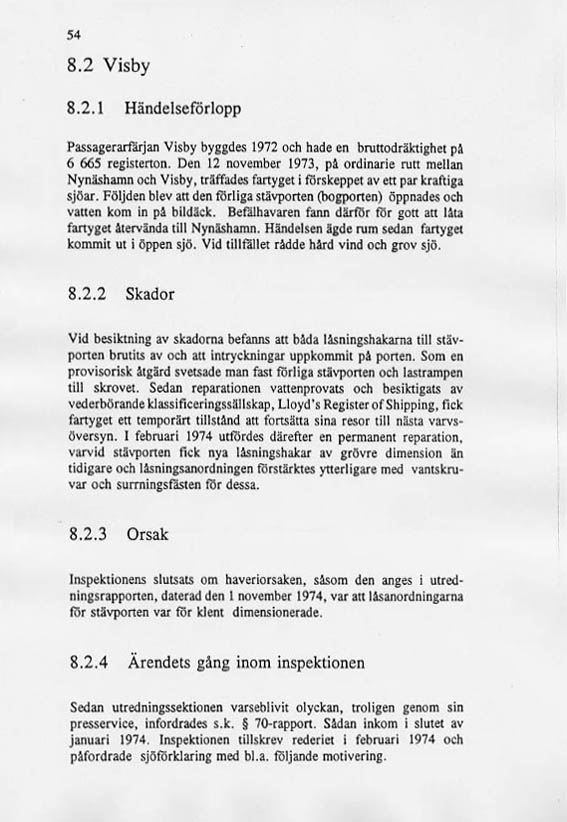 54
8.2 Visby
8.2.1 Händelseförlopp
Passagerarfärjan Visby byggdes 1972 och hade en bruttodräktighet på
6 665 registerton. Den 12 november 1973, på ordinarie rutt mellan
Nynäshamn och Visby, träffades fartyget i förskeppet av ett par kraftiga
sjöar. Följden blev att den förliga stävporten (bogporten) öppnades och
vatten kom in på bildäck. Befälhavaren fann därför för gott att låta
fartyget återvända till Nynäshamn. Händelsen ägde rum sedan fartyget
kommit ut i öppen sjö. Vid tillfället rådde hård vind och grov sjö.
8.2.2 Skador
Vid besiktning av skadorna befanns att båda låsningshakarna till stäv-
porten brutits av och att intryckningar uppkommit på porten. Som en
provisorisk åtgärd svetsade man fast förliga stävporten och lastrampen
till skrovet. Sedan reparationen vattenprovats och besiktigats av
vederbörande klassificeringssällskap, Lloyd's Register of Shipping, fick
fartyget ett temporärt tillstånd att fortsätta sina resor till nästa varvs-
översyn. I februari 1974 utfördes därefter en permanent reparation,
varvid stävporten fick nya låsningshakar av grövre dimension än
tidigare och låsningsanordningen förstärktes ytterligare med vantskru-
var och surrningsfästen för dessa.
8.2.3 Orsak
Inspektionens slutsats om haveriorsaken, såsom den anges i utred-
ningsrapporten, daterad den 1 november 1974, var att låsanordningarna
för stävporten var för klent dimensionerade.
8.2.4 Ärendets gång inom inspektionen
Sedan utredningssektionen varseblivit olyckan, troligen genom sin
presservice, infordrades s.k. § 70-rapport. Sådan inkom i slutet av
januari 1974. Inspektionen tillskrev rederiet i februari 1974 och
påfordrade sjöförklaring med bl.a. följande motivering.